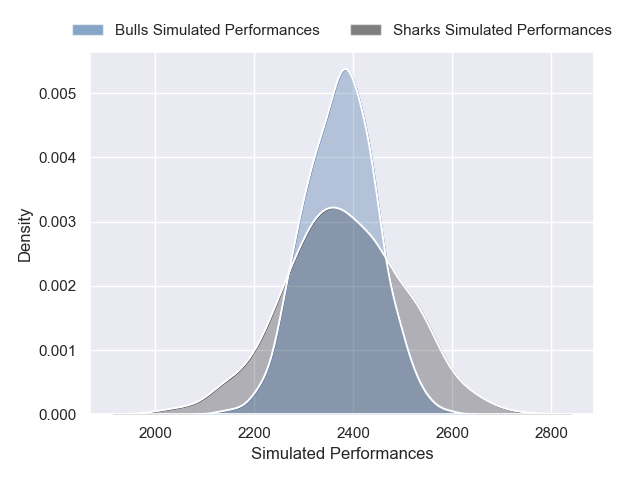 Bulls Simulated Performances Sharks Simulated Performances
0.005
0.004
0.003
0.002
0.001
0.000
Density
2000 2200 2400 2600 2800
Simulated Performances